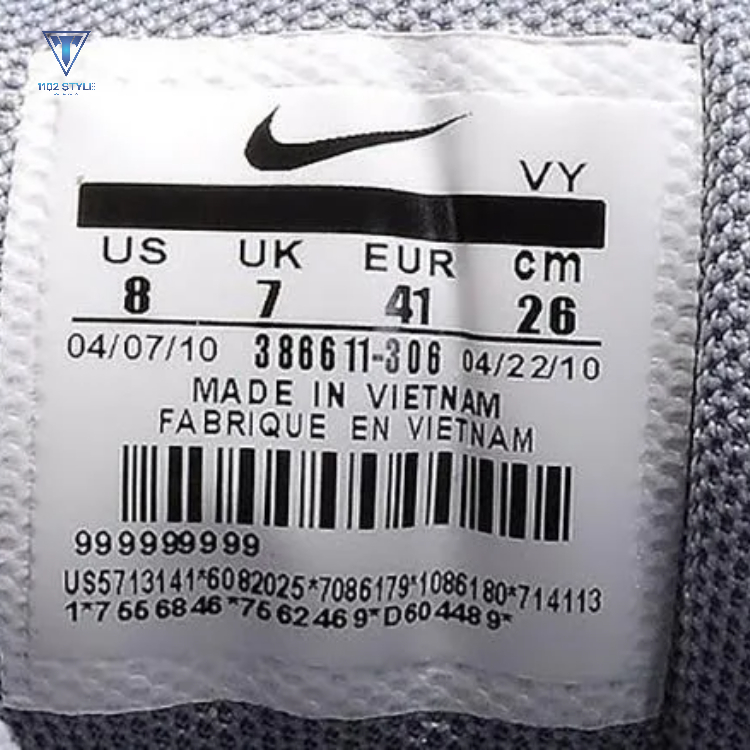 1102 STYLE
VY
US UK EUR cm
8 7 41 26
04/07/10 386611-306 04/22/10
MADE IN VIETNAM
FABRIQUE EN VIETNAM
9999999999
US5713141*6082025*7086179*1086180*714113
1*7556846*7562469*D604489*